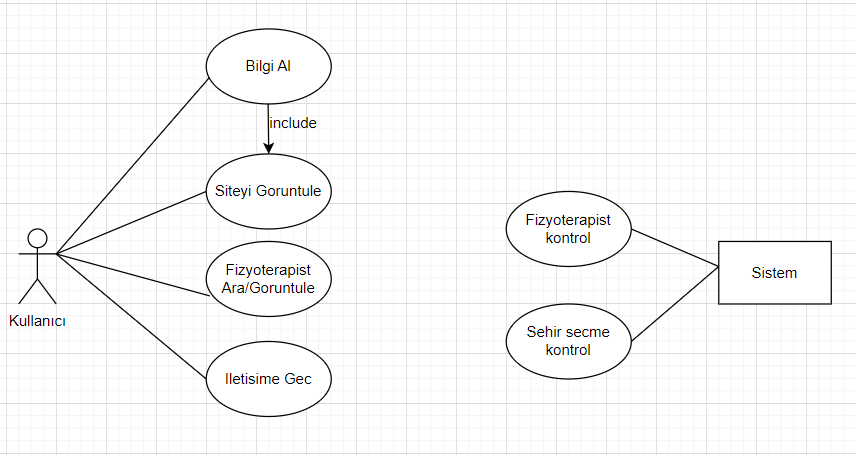 Bilgi Al
include
Siteyi Goruntule
Fizyoterapist
Ara/Goruntule
Iletisime Gec
Kullanıcı
Fizyoterapist
kontrol
Sehir secme
kontrol
Sistem